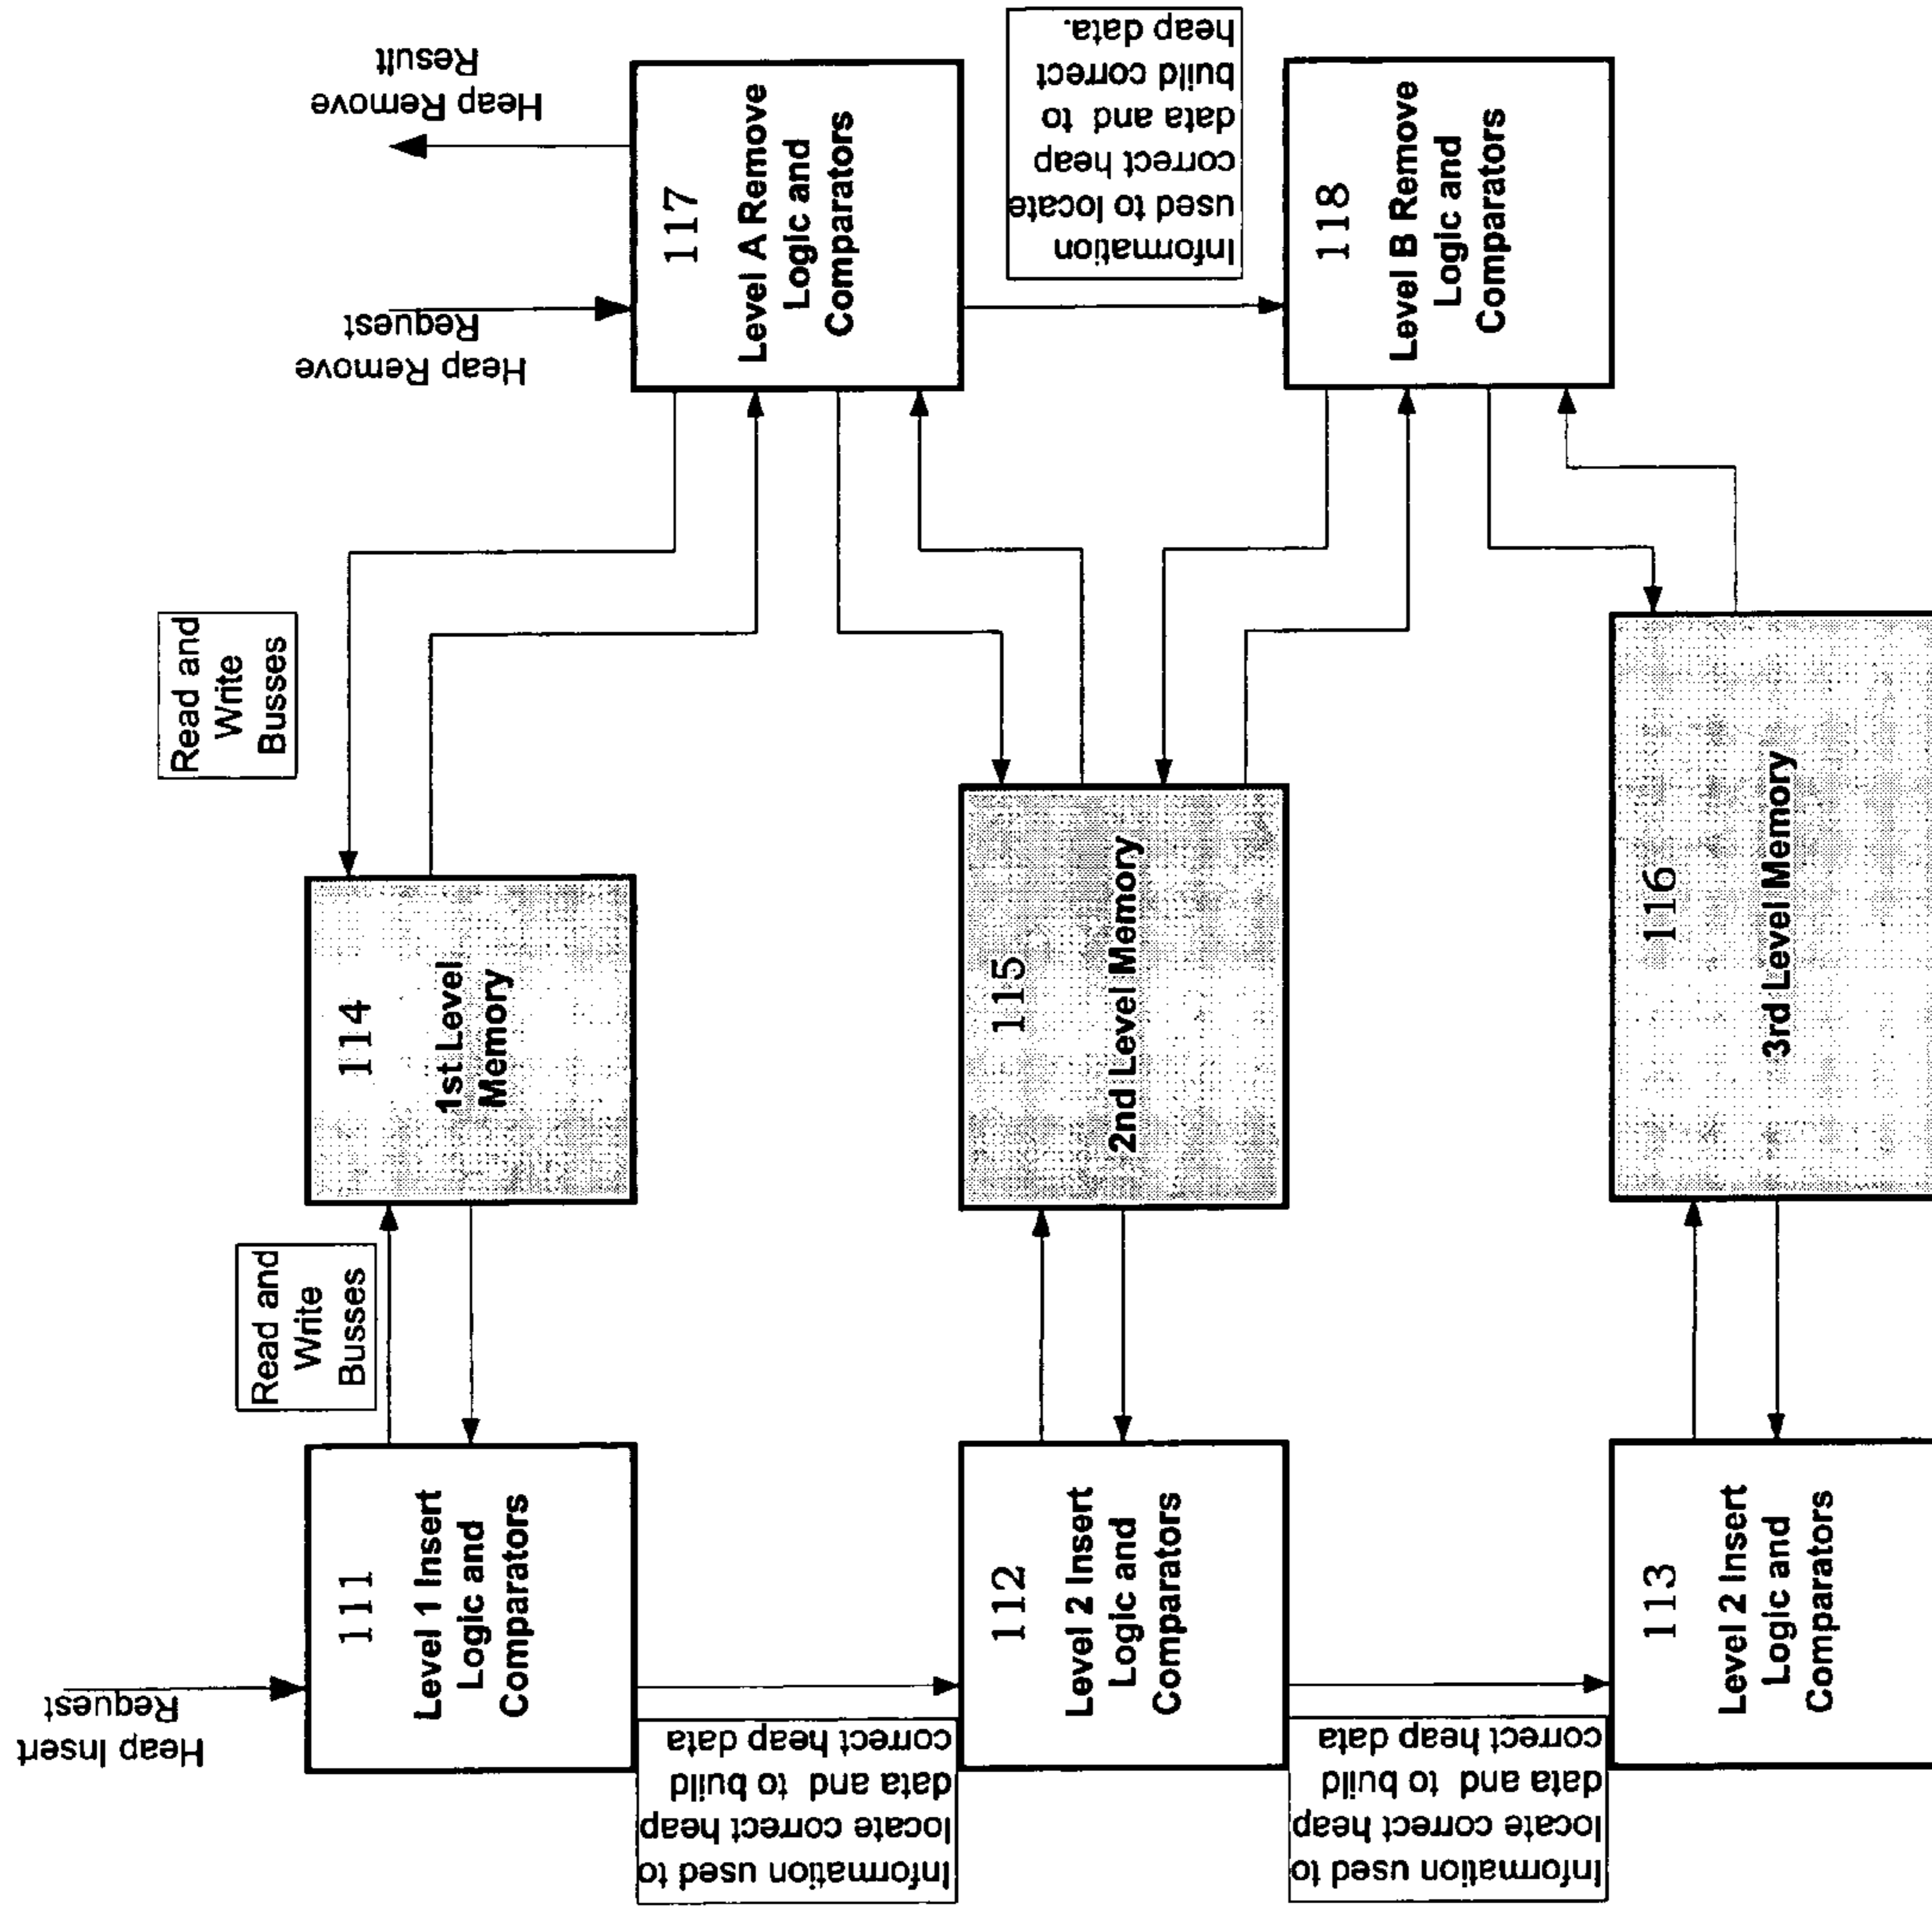 Heap Insert
Request
111
Level 1 Insert
Logic and
Comparators
Read and
Write
Busses
114
1st Level
Memory
Read and
Write
Busses
Heap Remove
Request
Heap Remove
Result
117
Level A Remove
Logic and
Comparators
Information used to
locate correct heap
data and to build
correct heap data
112
Level 2 Insert
Logic and
Comparators
115
2nd Level Memory
Information
used to locate
correct heap
data and to
build correct
heap data.
118
Level B Remove
Logic and
Comparators
Information used to
locate correct heap
data and to build
correct heap data
113
Level 2 Insert
Logic and
Comparators
116
3rd Level Memory